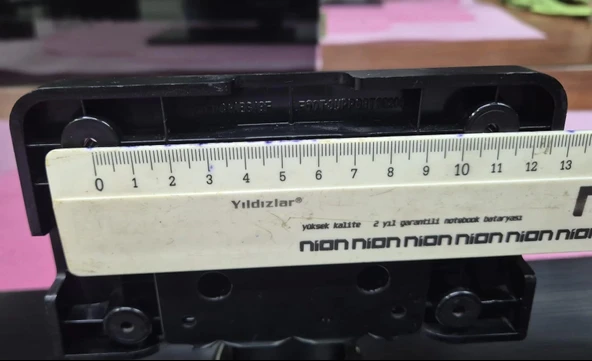 0 1 2 3 4 5 6 7 8 9 10 11 12 13
Yıldızlar®
yüksek kalite 2 yıl garantili notebook bataryası
nion nion nion nion nion nion